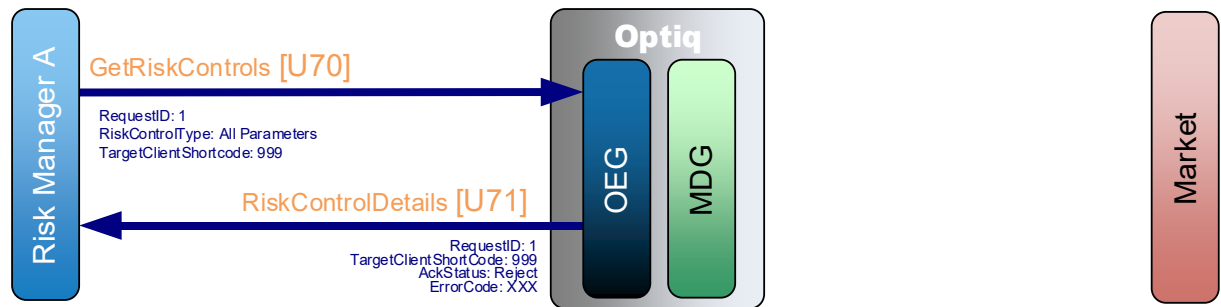 Optiq
Risk Manager A
GetRiskControls [U70]
RequestID: 1
RiskControlType: All Parameters
TargetClientShortcode: 999
RiskControlDetails [U71]
RequestID: 1
TargetClientShortCode: 999
AckStatus: Reject
ErrorCode: XXX
OEG
MDG
Market